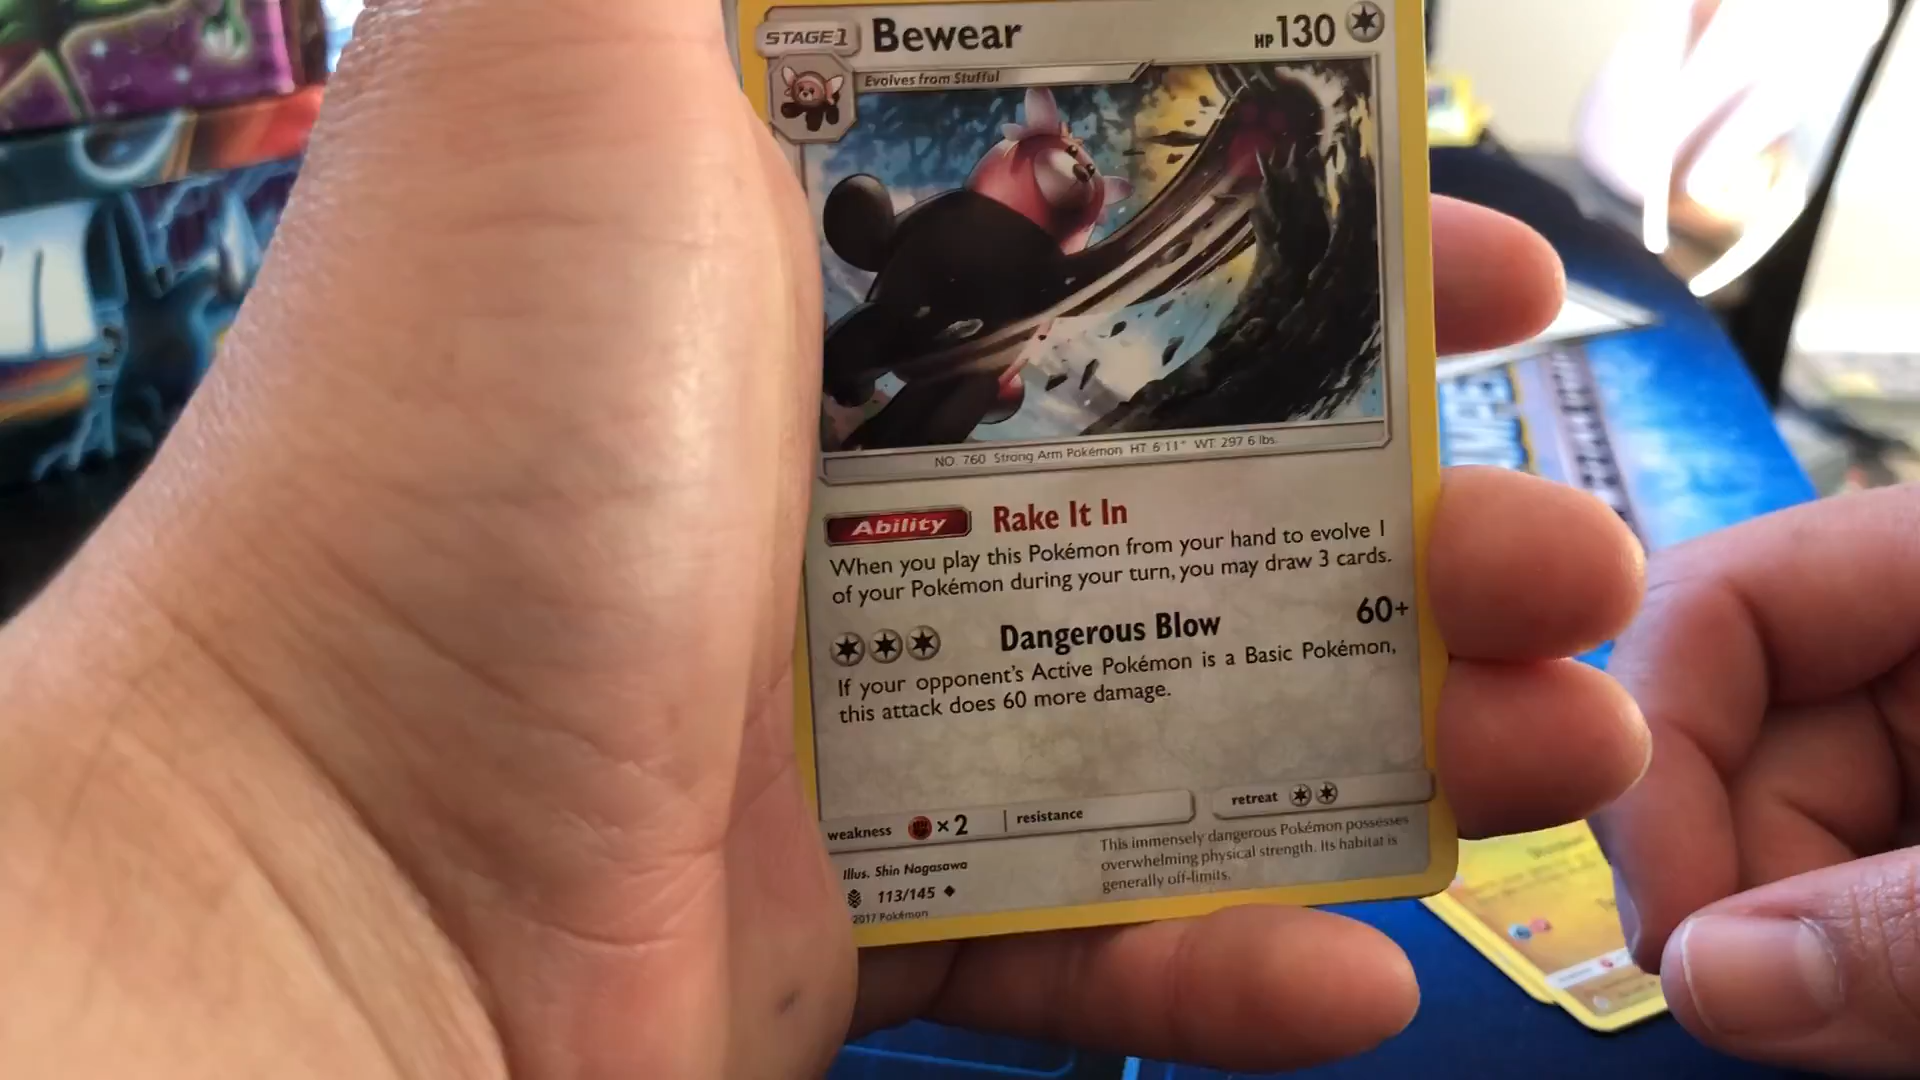 STAGE1 Bewear HP130
Evolves from Stufful
NO. 760 Strong Arm Pokémon HT 6'11" WT 297.6 lbs.
Ability Rake It In
When you play this Pokémon from your hand to evolve 1
of your Pokémon during your turn, you may draw 3 cards.
Dangerous Blow 60+
If your opponent's Active Pokémon is a Basic Pokémon,
this attack does 60 more damage.
weakness ×2 resistance retreat
This immensely dangerous Pokémon possesses
overwhelming physical strength. Its habitat is
generally off-limits.
Illus. Shin Nagasawa
113/145
2017 Pokémon